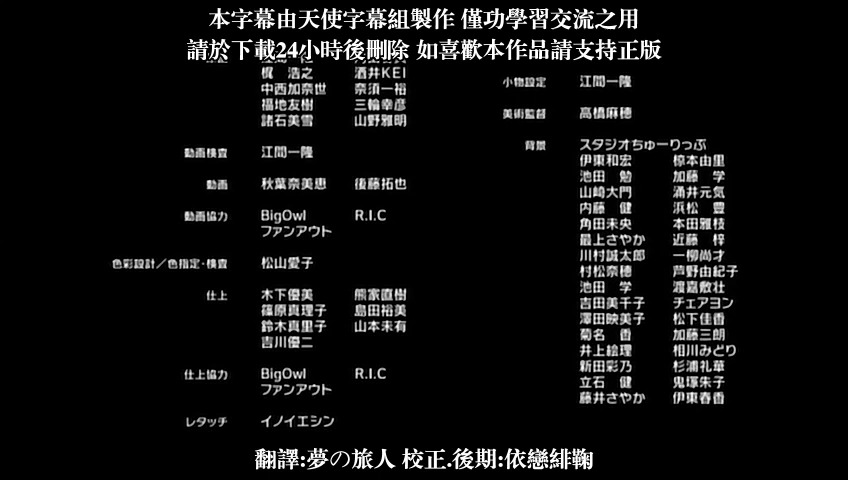 本字幕由天使字幕組製作 僅功學習交流之用
請於下載24小時後刪除 如喜歡本作品請支持正版
梶 浩之 酒井KEI
中西加奈世 奈須一裕
福地友樹 三輪幸彦
諸石美雪 山野雅明
動画検査 江間一隆
動画 秋葉奈美恵 後藤拓也
動画協力 BigOwl R.I.C
ファンアウト
色彩設計／色指定・検査 松山愛子
仕上 木下優美 熊家直樹
篠原真理子 島田裕美
鈴木真里子 山本未有
吉川優二
仕上協力 BigOwl R.I.C
ファンアウト
レタッチ イノイエシン
小物設定 江間一隆
美術監督 高橋麻穂
背景 スタジオちゅーりっぷ
伊東和宏 椋本由里
池田 勉 加藤 学
山崎大門 涌井元気
内藤 健 浜松 豊
角田未央 本田雅枝
最上さやか 近藤 梓
川村誠太郎 一柳尚才
村松奈穂 芦野由紀子
池田 学 渡嘉敷壮
吉田美千子 チェアヨン
澤田映美子 松下佳香
菊名 香 加藤三朗
井上絵理 相川みどり
新田彩乃 杉浦礼華
立石 健 鬼塚朱子
藤井さやか 伊東春香
翻譯:夢の旅人 校正.後期:依戀緋鞠